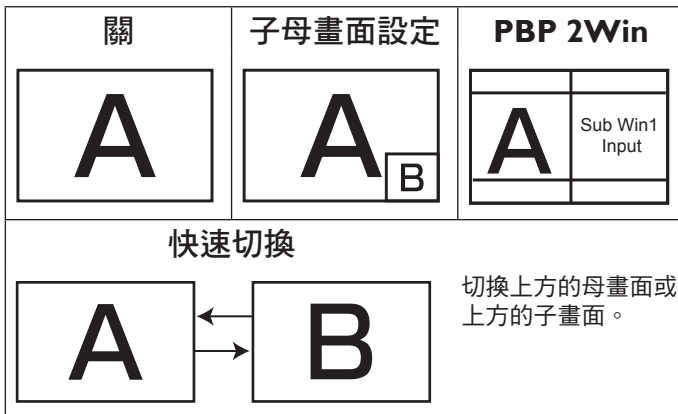 關
子母畫面設定
PBP 2Win
A
A
B
A
Sub Win1
Input
快速切換
A
B
切換上方的母畫面或
上方的子畫面。